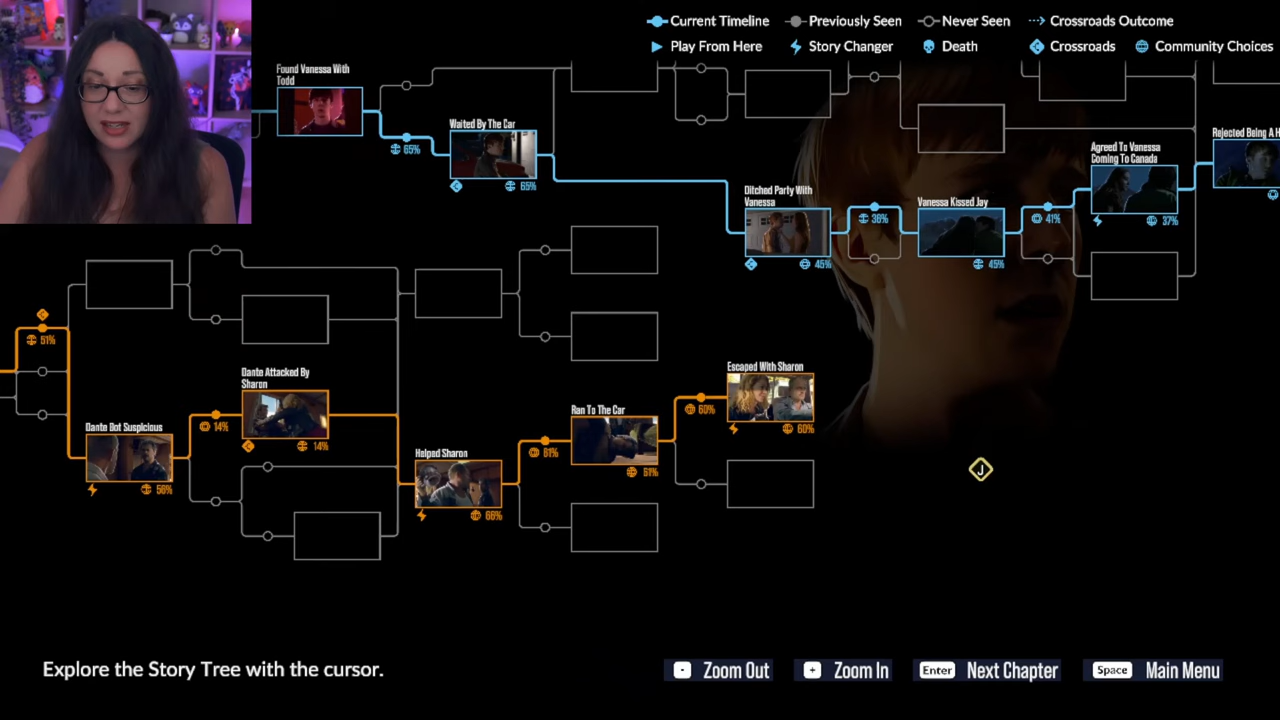 Current Timeline
Previously Seen
Never Seen
Crossroads Outcome
Play From Here
Story Changer
Death
Crossroads
Community Choices
Found Vanessa With
Todd
65%
Waited By The Car
65%
Ditched Party With
Vanessa
45%
36%
Vanessa Kissed Jay
45%
41%
Agreed To Vanessa
Coming To Canada
37%
Rejected Being A H
51%
Dante Got Suspicious
56%
14%
Dante Attacked By
Sharon
14%
Helped Sharon
66%
61%
Ran To The Car
61%
60%
Escaped With Sharon
60%
J
Explore the Story Tree with the cursor.
- Zoom Out
+ Zoom In
Enter Next Chapter
Space Main Menu